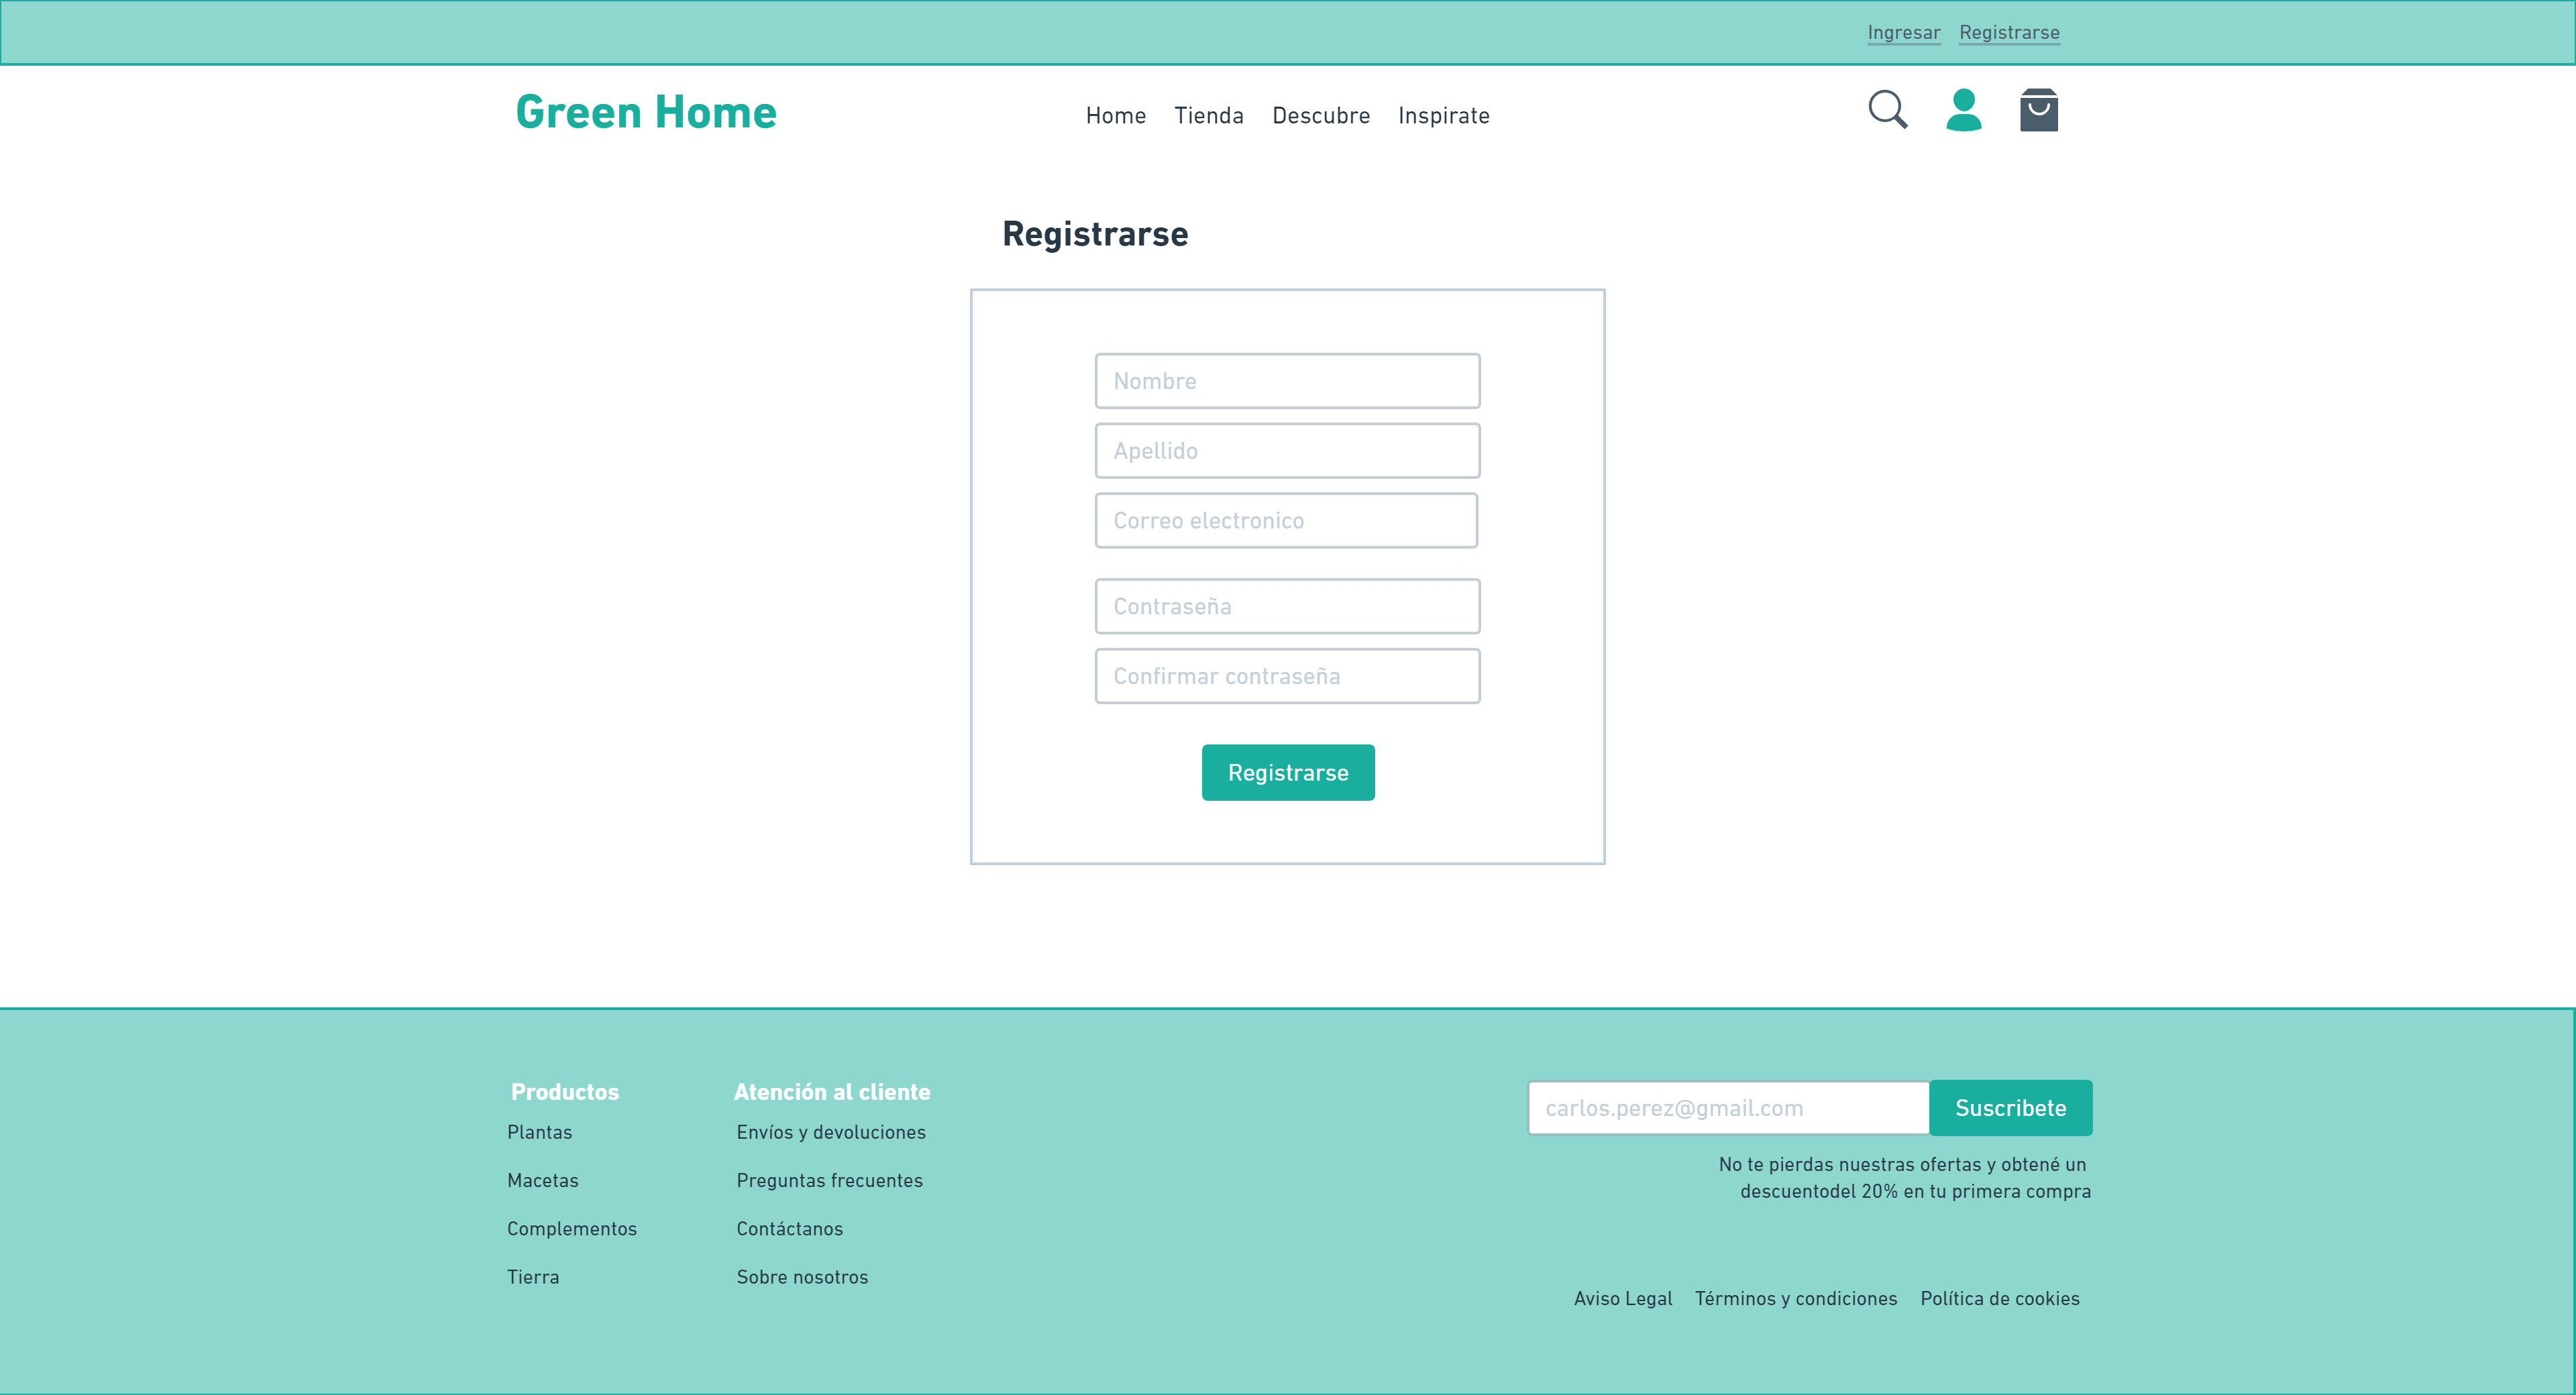 Ingresar Registrarse
Green Home
Home Tienda Descubre Inspirate
Registrarse
Nombre
Apellido
Correo electronico
Contraseña
Confirmar contraseña
Registrarse
Productos
Plantas
Macetas
Complementos
Tierra
Atención al cliente
Envíos y devoluciones
Preguntas frecuentes
Contáctanos
Sobre nosotros
carlos.perez@gmail.com Suscribete
No te pierdas nuestras ofertas y obtené un
descuentodel 20% en tu primera compra
Aviso Legal Términos y condiciones Política de cookies